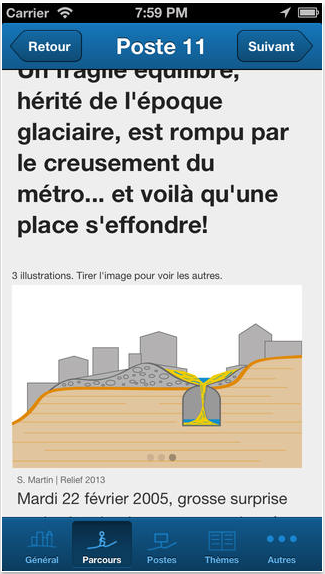 Carrier 7:59 PM
Retour Poste 11 Suivant
Un fragile équilibre,
hérité de l'époque
glaciaire, est rompu par
le creusement du
métro... et voilà qu'une
place s'effondre!
3 illustrations. Tirer l'image pour voir les autres.
S. Martin | Relief 2013
Mardi 22 février 2005, grosse surprise
Général Parcours Postes Thèmes Autres